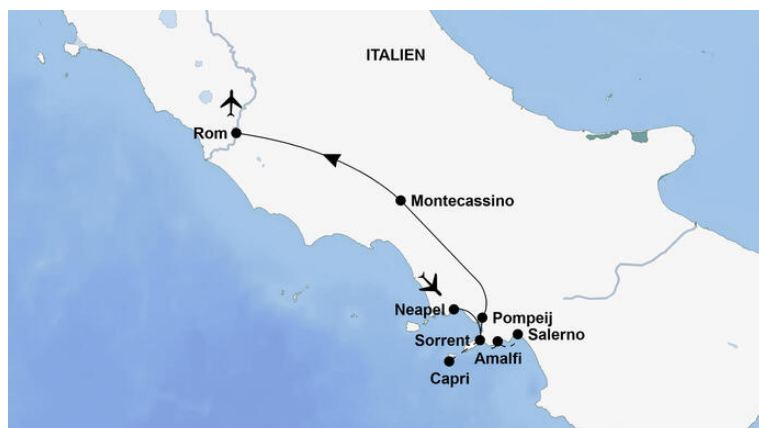 ITALIEN
Rom
Montecassino
Neapel
Pompeij
Sorrent
Salerno
Amalfi
Capri